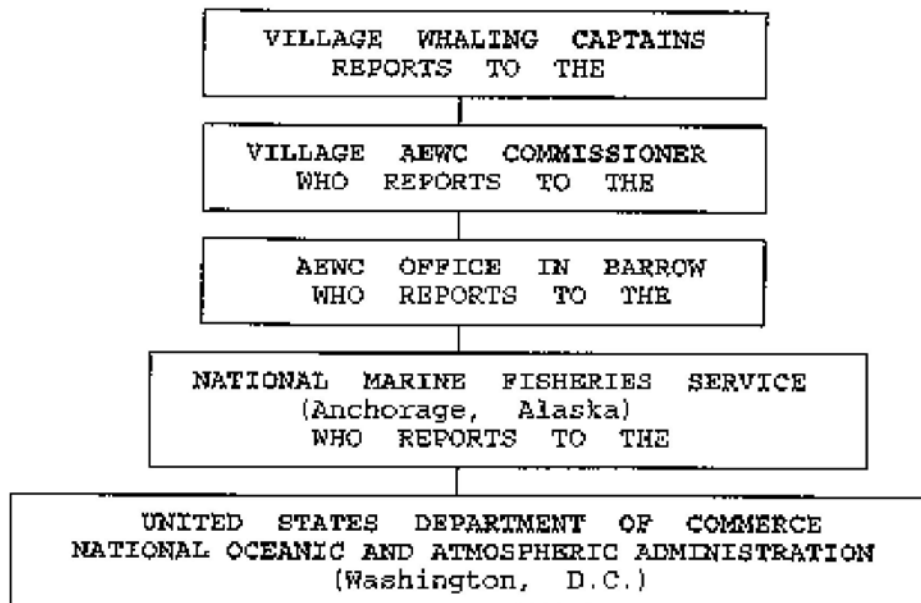 VILLAGE WHALING CAPTAINS
REPORTS TO THE
VILLAGE AEWC COMMISSIONER
WHO REPORTS TO THE
AEWC OFFICE IN BARROW
WHO REPORTS TO THE
NATIONAL MARINE FISHERIES SERVICE
(Anchorage, Alaska)
WHO REPORTS TO THE
UNITED STATES DEPARTMENT OF COMMERCE
NATIONAL OCEANIC AND ATMOSPHERIC ADMINISTRATION
(Washington, D.C.)